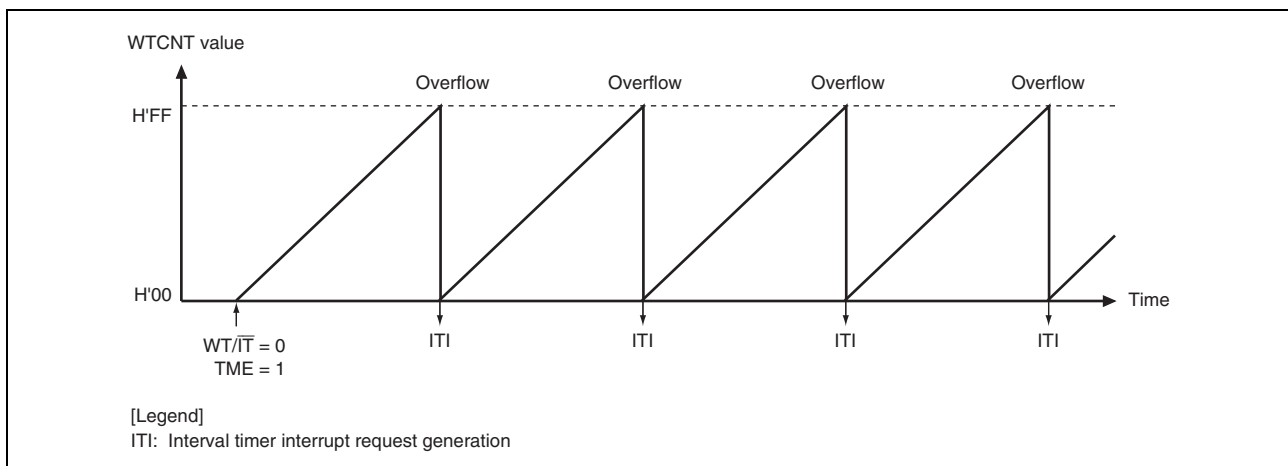 WTCNT value
Overflow Overflow Overflow Overflow
H'FF
H'00
Time
WT/I̅T̅ = 0
TME = 1
ITI ITI ITI ITI
[Legend]
ITI: Interval timer interrupt request generation